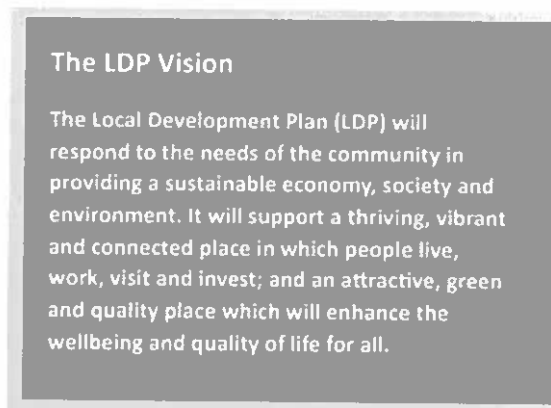 The LDP Vision
The Local Development Plan (LDP) will
respond to the needs of the community in
providing a sustainable economy, society and
environment. It will support a thriving, vibrant
and connected place in which people live,
work, visit and invest; and an attractive, green
and quality place which will enhance the
wellbeing and quality of life for all.